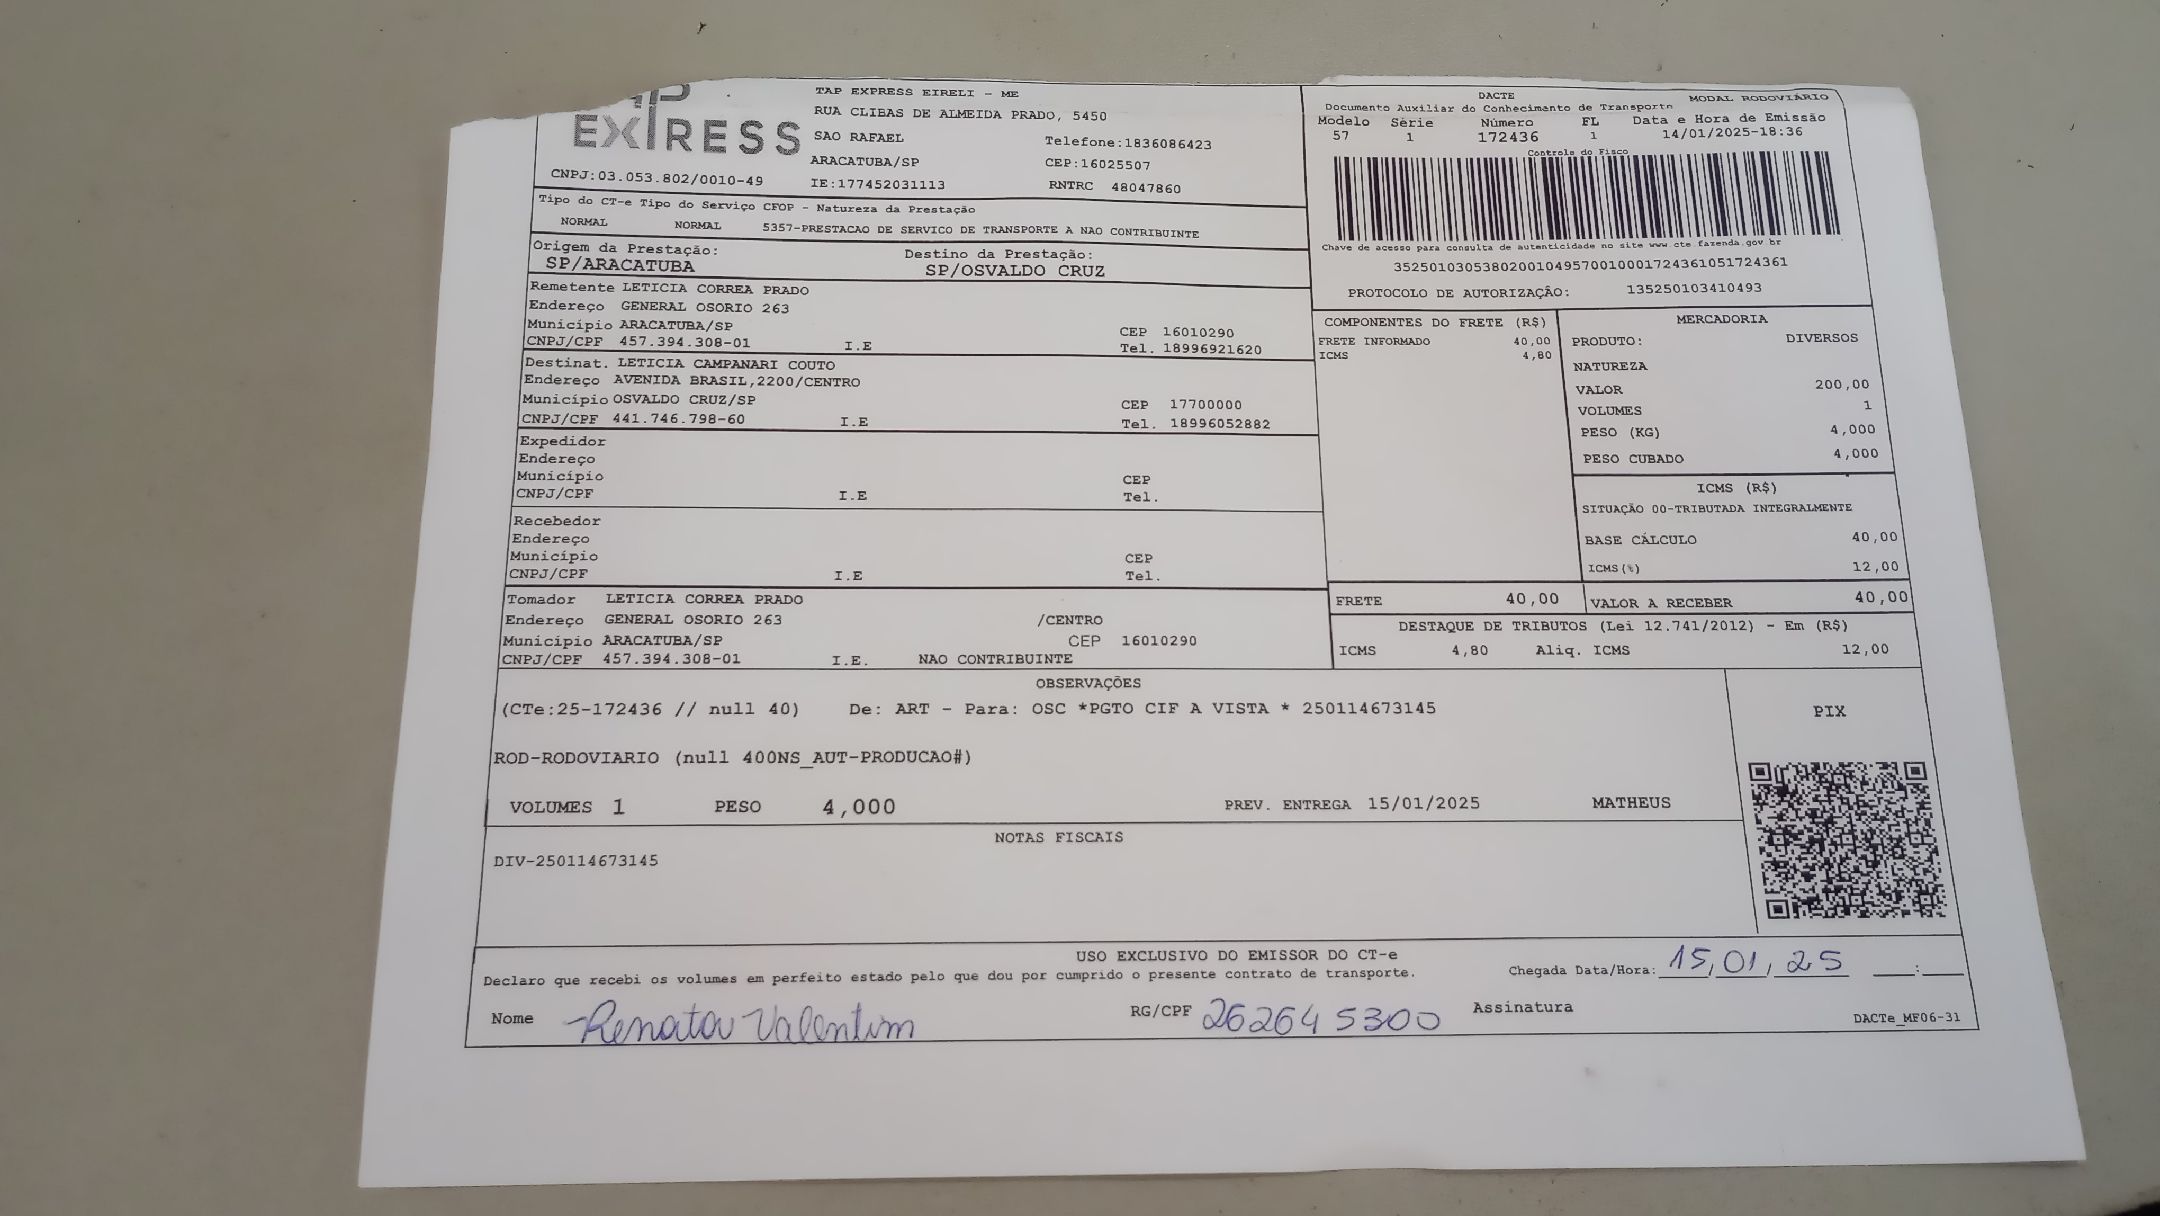 EXPRESS
TAP EXPRESS EIRELI - ME
RUA CLIBAS DE ALMEIDA PRADO, 5450
SAO RAFAEL Telefone:1836086423
ARACATUBA/SP CEP:16025507
CNPJ:03.053.802/0010-49 IE:177452031113 RNTRC 48047860
DACTE MODAL RODOVIÁRIO
Documento Auxiliar do Conhecimento de Transporte
Modelo Série Número FL Data e Hora de Emissão
57 1 172436 1 14/01/2025-18:36
Controle do Fisco
Chave de acesso para consulta de autenticidade no site www cte.fazenda.gov.br
35250103053802001049570010001724361051724361
PROTOCOLO DE AUTORIZAÇÃO: 135250103410493
Tipo do CT-e Tipo do Serviço CFOP - Natureza da Prestação
NORMAL NORMAL 5357-PRESTACAO DE SERVICO DE TRANSPORTE A NAO CONTRIBUINTE
Origem da Prestação: Destino da Prestação:
SP/ARACATUBA SP/OSVALDO CRUZ
Remetente LETICIA CORREA PRADO
Endereço GENERAL OSORIO 263
Município ARACATUBA/SP CEP 16010290
CNPJ/CPF 457.394.308-01 I.E Tel. 18996921620
Destinat. LETICIA CAMPANARI COUTO
Endereço AVENIDA BRASIL,2200/CENTRO
Município OSVALDO CRUZ/SP CEP 17700000
CNPJ/CPF 441.746.798-60 I.E Tel. 18996052882
Expedidor
Endereço
Município CEP
CNPJ/CPF I.E Tel.
Recebedor
Endereço
Município CEP
CNPJ/CPF I.E Tel.
Tomador LETICIA CORREA PRADO
Endereço GENERAL OSORIO 263 /CENTRO
Município ARACATUBA/SP CEP 16010290
CNPJ/CPF 457.394.308-01 I.E. NAO CONTRIBUINTE
COMPONENTES DO FRETE (R$)
FRETE INFORMADO 40,00
ICMS 4,80
MERCADORIA
PRODUTO: DIVERSOS
NATUREZA
VALOR 200,00
VOLUMES 1
PESO (KG) 4,000
PESO CUBADO 4,000
ICMS (R$)
SITUAÇÃO 00-TRIBUTADA INTEGRALMENTE
BASE CÁLCULO 40,00
ICMS(%) 12,00
FRETE 40,00 VALOR A RECEBER 40,00
DESTAQUE DE TRIBUTOS (Lei 12.741/2012) - Em (R$)
ICMS 4,80 Aliq. ICMS 12,00
OBSERVAÇÕES
(CTe:25-172436 // null 40) De: ART - Para: OSC *PGTO CIF A VISTA * 250114673145
ROD-RODOVIARIO (null 400NS_AUT-PRODUCAO#)
VOLUMES 1 PESO 4,000 PREV. ENTREGA 15/01/2025 MATHEUS
PIX
NOTAS FISCAIS
DIV-250114673145
USO EXCLUSIVO DO EMISSOR DO CT-e
Declaro que recebi os volumes em perfeito estado pelo que dou por cumprido o presente contrato de transporte. Chegada Data/Hora: 15,01,25 :
Nome Renata Valentim RG/CPF 262645300 Assinatura
DACTe_MF06-31